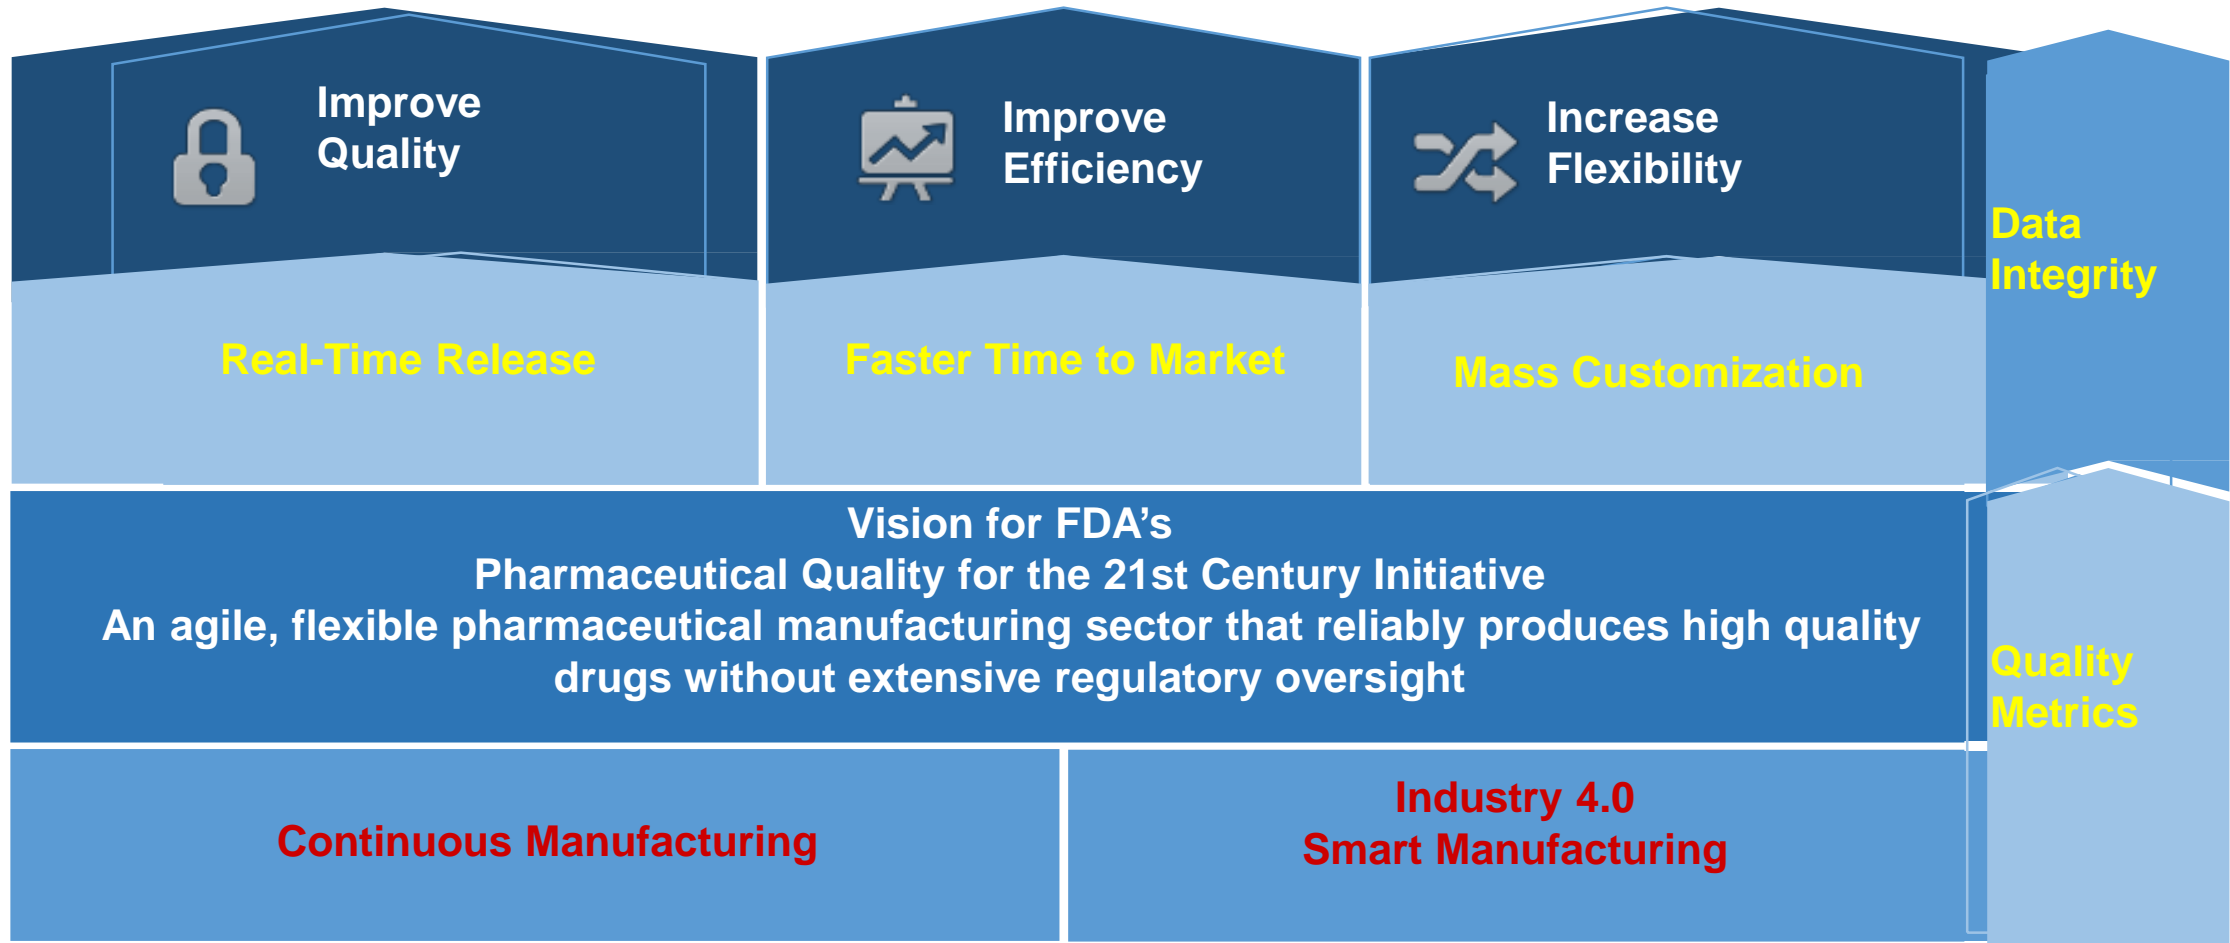 Improve
Quality
Improve
Efficiency
Increase
Flexibility
Data
Integrity
Real-Time Release
Faster Time to Market
Mass Customization
Vision for FDA’s
Pharmaceutical Quality for the 21st Century Initiative
An agile, flexible pharmaceutical manufacturing sector that reliably produces high quality
drugs without extensive regulatory oversight
Quality
Metrics
Continuous Manufacturing
Industry 4.0
Smart Manufacturing